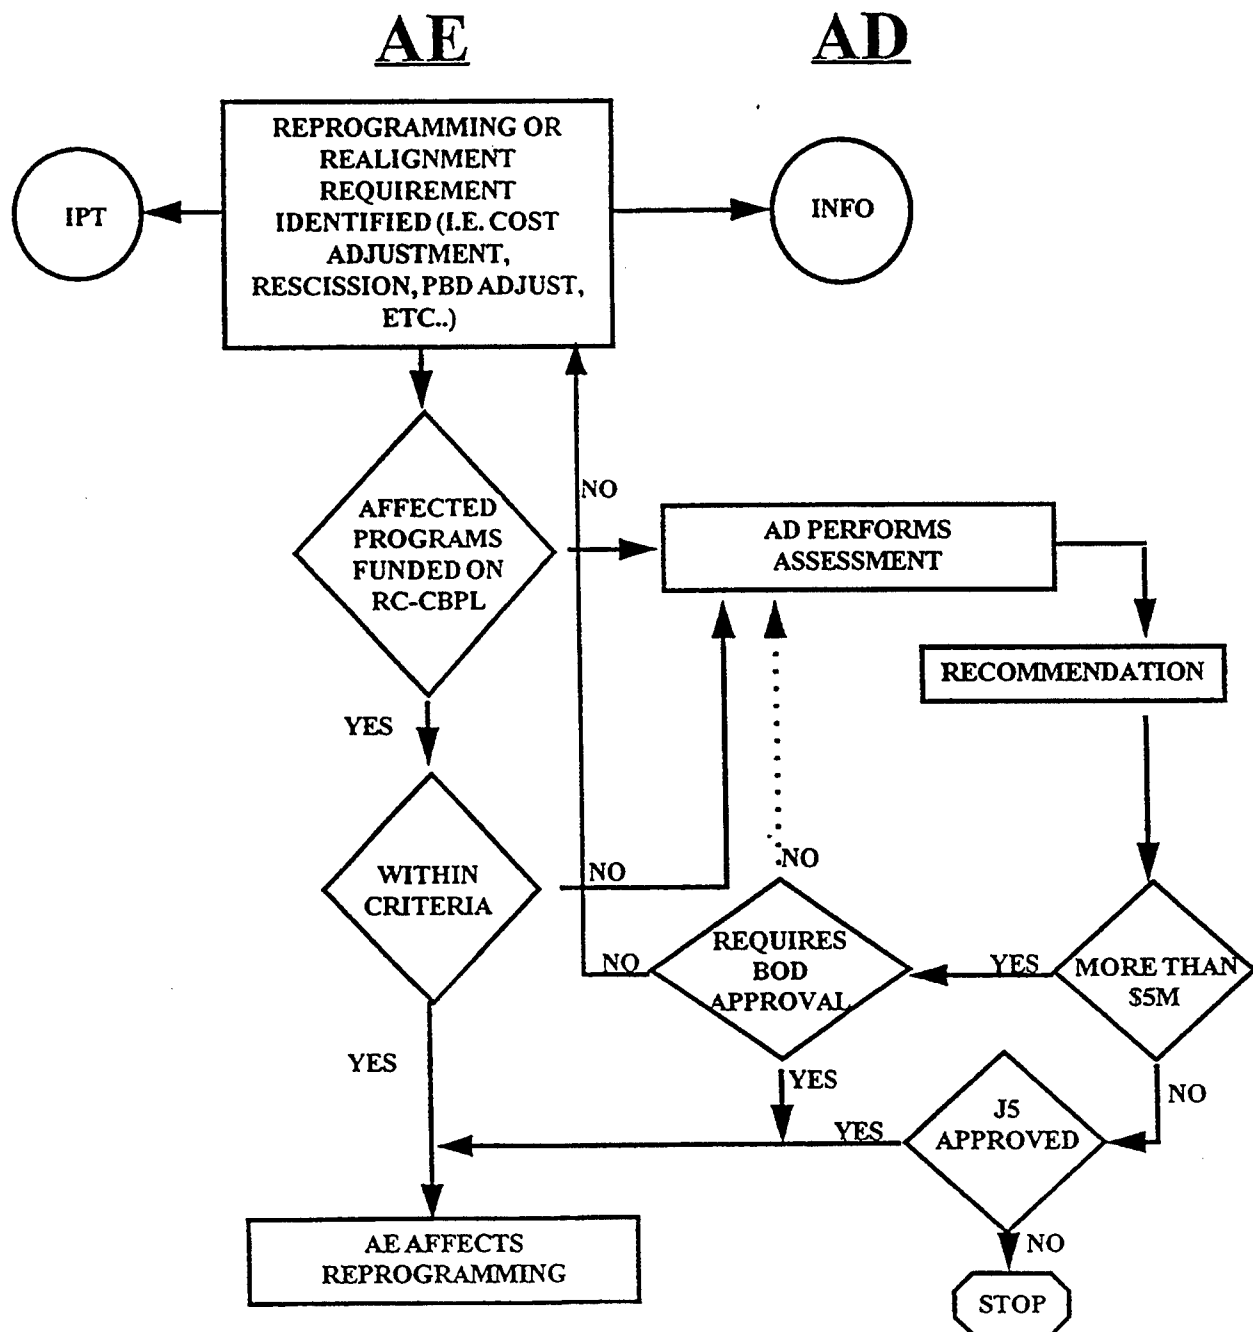 AE
AD
REPROGRAMMING OR
REALIGNMENT
REQUIREMENT
IDENTIFIED (I.E. COST
ADJUSTMENT,
RESCISSION, PBD ADJUST,
ETC..)
IPT
INFO
NO
AFFECTED
PROGRAMS
FUNDED ON
RC-CBPL
AD PERFORMS
ASSESSMENT
RECOMMENDATION
YES
WITHIN
CRITERIA
NO
NO
REQUIRES
BOD
APPROVAL
NO
YES
MORE THAN
$5M
YES
YES
NO
J5
APPROVED
YES
NO
AE AFFECTS
REPROGRAMMING
STOP